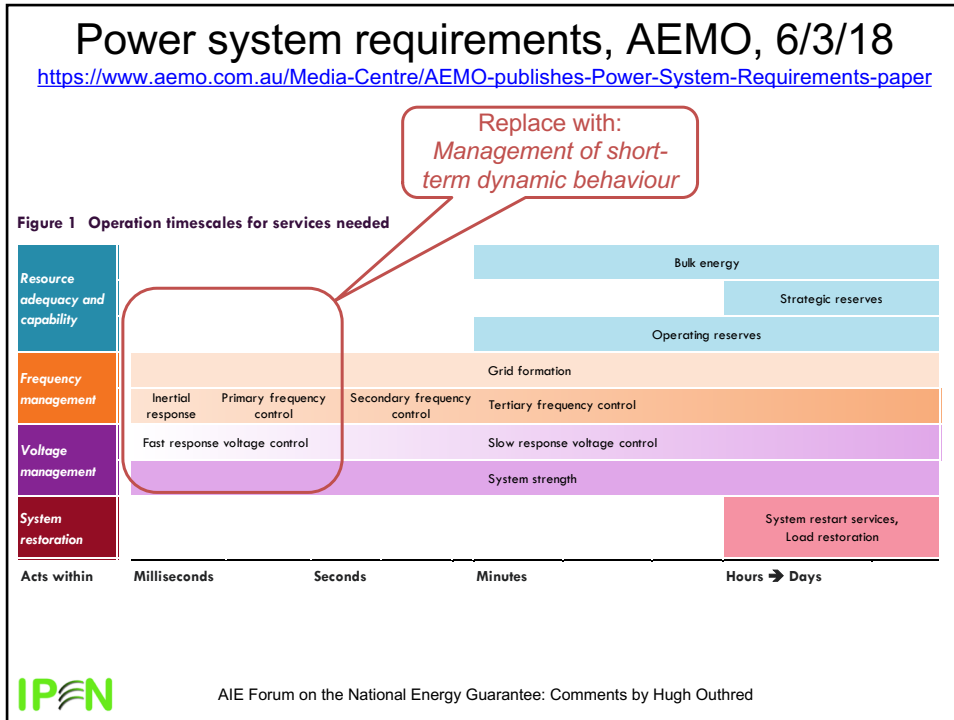 Power system requirements, AEMO, 6/3/18
https://www.aemo.com.au/Media-Centre/AEMO-publishes-Power-System-Requirements-paper
Replace with:
Management of short-
term dynamic behaviour
Figure 1 Operation timescales for services needed
Resource
adequacy and
capability
Bulk energy
Strategic reserves
Operating reserves
Frequency
management
Grid formation
Inertial
response
Primary frequency
control
Secondary frequency
control
Tertiary frequency control
Voltage
management
Fast response voltage control
Slow response voltage control
System strength
System
restoration
System restart services,
Load restoration
Acts within
Milliseconds
Seconds
Minutes
Hours ➔ Days
IPEN
AIE Forum on the National Energy Guarantee: Comments by Hugh Outhred